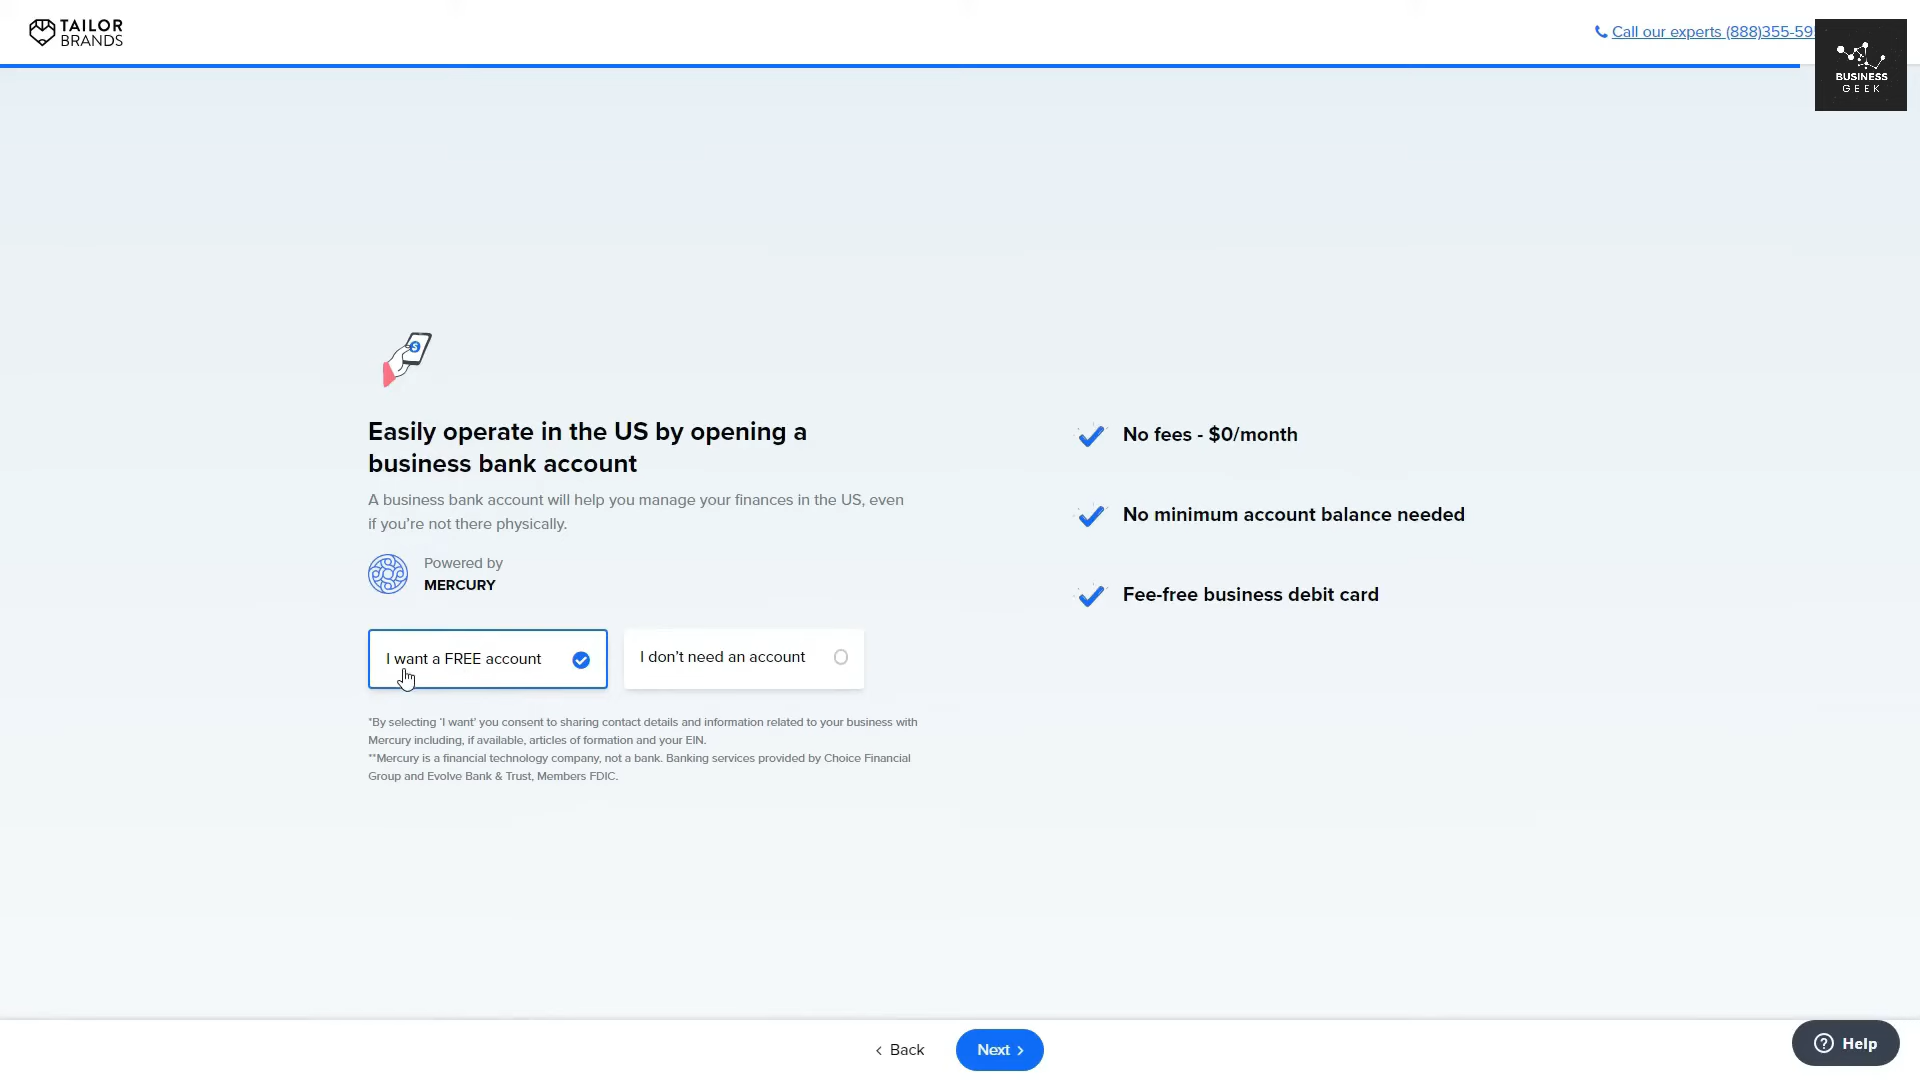 TAILOR
BRANDS
Call our experts (888)355-59
BUSINESS
GEEK
Easily operate in the US by opening a
business bank account
A business bank account will help you manage your finances in the US, even
if you’re not there physically.
Powered by
MERCURY
I want a FREE account
I don’t need an account
*By selecting ‘I want’ you consent to sharing contact details and information related to your business with
Mercury including, if available, articles of formation and your EIN.
**Mercury is a financial technology company, not a bank. Banking services provided by Choice Financial
Group and Evolve Bank & Trust, Members FDIC.
No fees - $0/month
No minimum account balance needed
Fee-free business debit card
Back
Next
Help